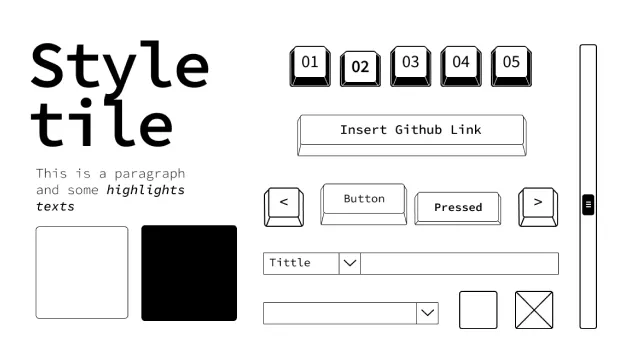 Style
tile
This is a paragraph
and some highlights
texts
01
02
03
04
05
Insert Github Link
<
Button
Pressed
>
Tittle